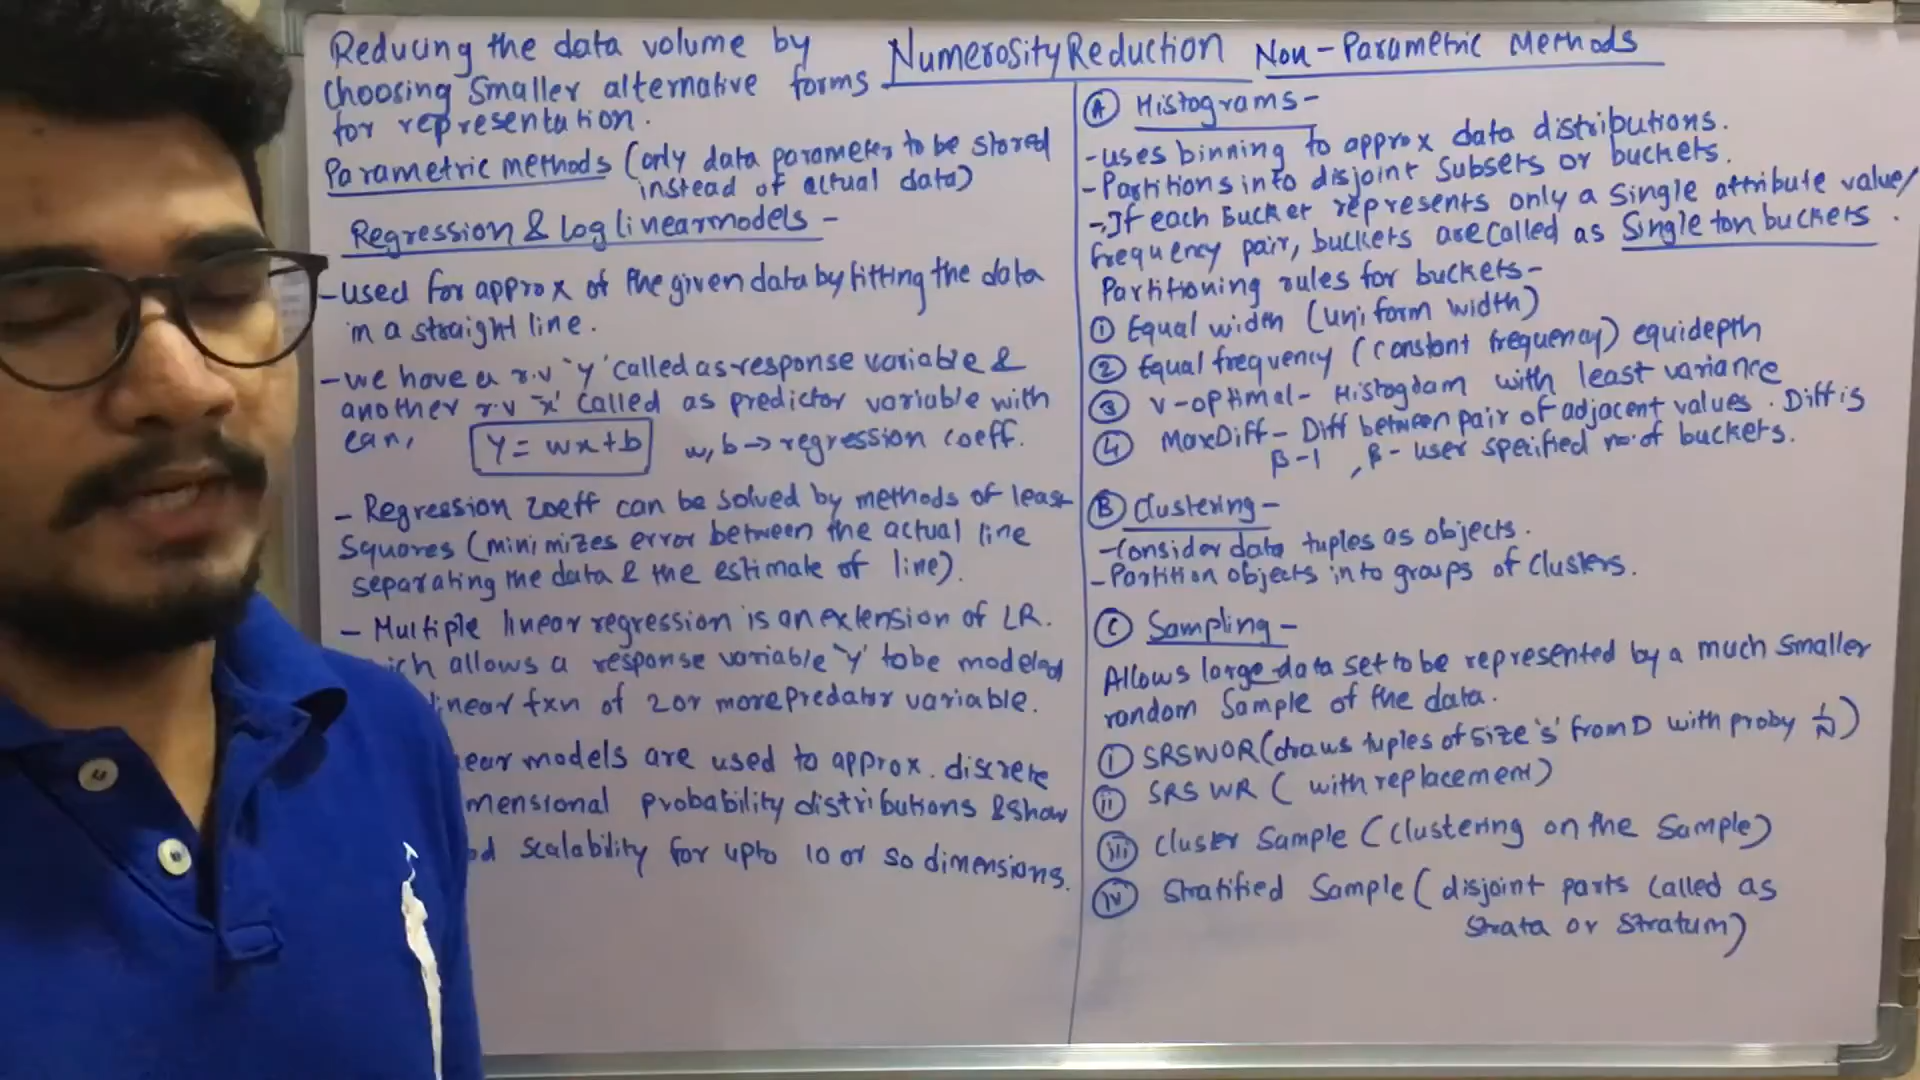 Reducing the data volume by
choosing smaller alternative forms
for representation.
Numerosity Reduction
Parametric methods (only data parameters to be stored
instead of actual data)
Regression & log linear models -
- used for approx of the given data by fitting the data
in a straight line.
- we have a r.v 'y' called as response variable &
another r.v 'x' called as predictor variable with
eqn,
y = wx+b
w, b → regression coeff.
- Regression coeff can be solved by methods of least
squares (minimizes error between the actual line
separating the data & the estimate of line).
- Multiple linear regression is an extension of LR.
ich allows a response variable 'y' to be modeled
inear fxn of 2 or more Predator variable.
ear models are used to approx. discrete
mensional probability distributions & show
od scalability for upto 10 or so dimensions.
Non-Parametric Methods
A Histograms -
- uses binning to approx data distributions.
- Partitions into disjoint subsets or buckets.
- If each bucket represents only a single attribute value/
frequency pair, buckets are called as Singleton buckets.
Partitioning rules for buckets -
1 Equal width (uniform width)
2 Equal frequency (constant frequency) equidepth
3 V-optimal - Histogdam with least variance
4 MaxDiff - Diff between pair of adjacent values. Diff is
β-1, β - user specified no. of buckets.
B Clustering -
- Consider data tuples as objects.
- Partition objects into groups of clusters.
C Sampling -
Allows large data set to be represented by a much smaller
random sample of the data.
i SRSWOR (draws tuples of size 's' from D with proby 1/N)
ii SRS WR ( with replacement)
iii Cluster Sample (clustering on the sample)
iv Stratified Sample ( disjoint parts called as
strata or stratum)